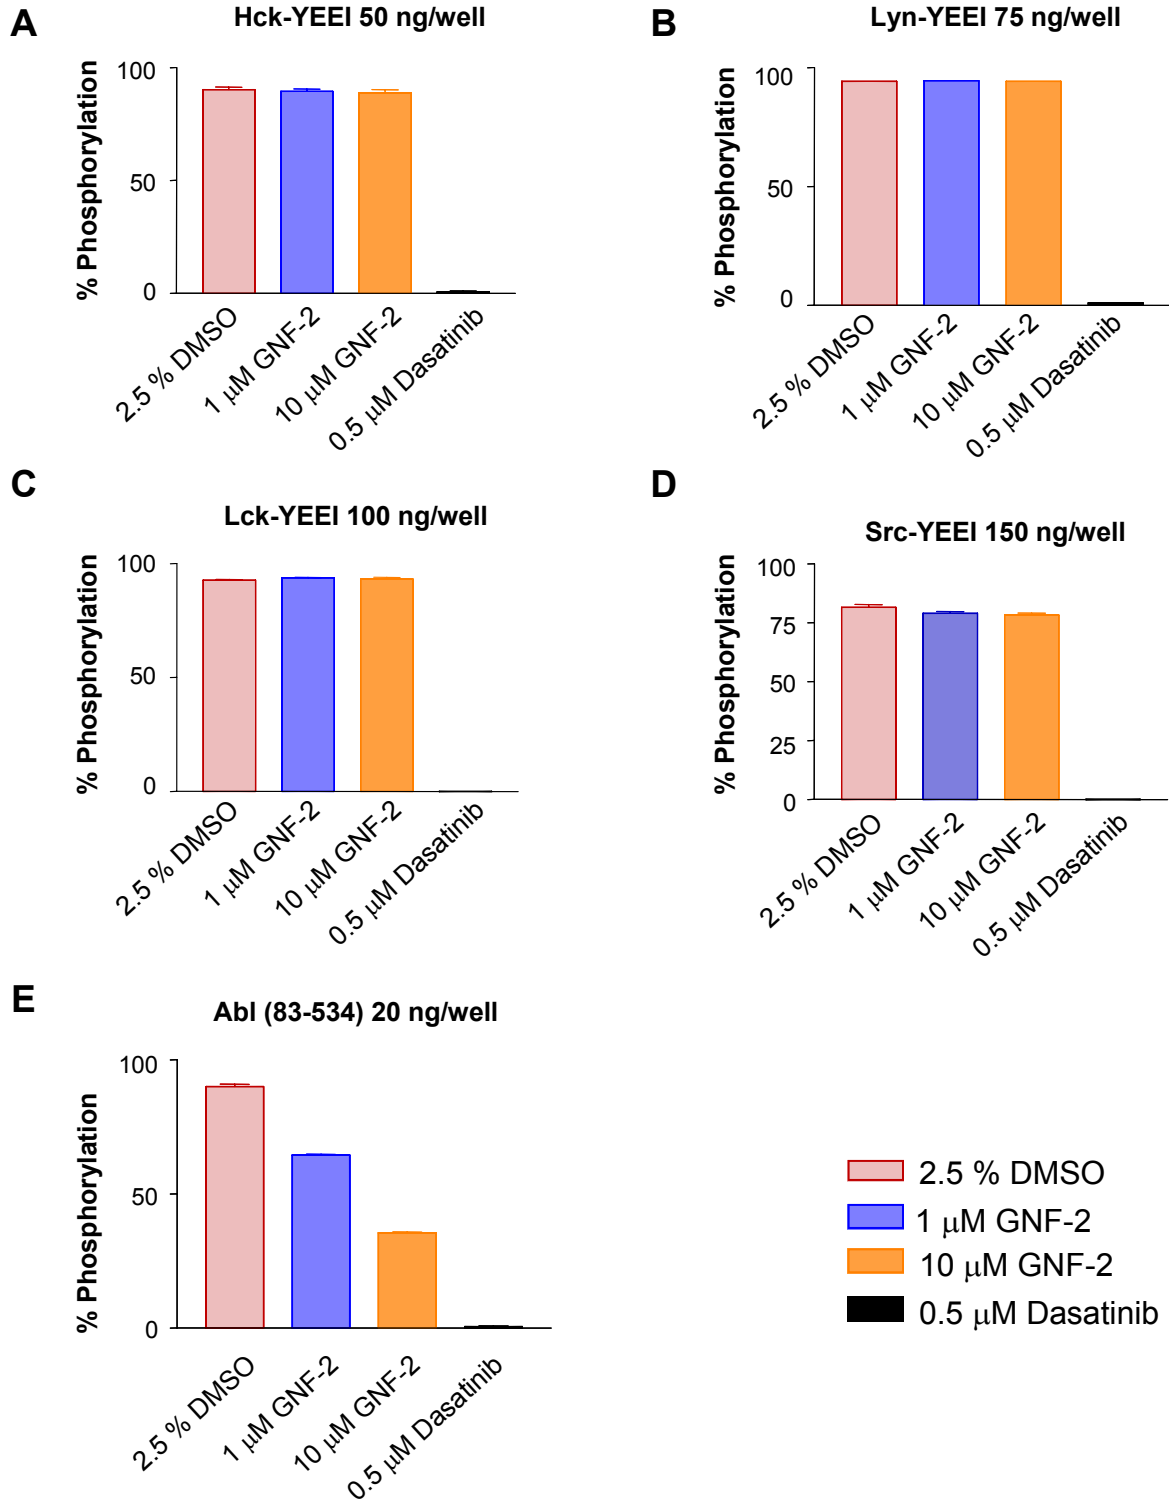 A
Hck-YEEI 50 ng/well
% Phosphorylation
100
50
0
2.5 % DMSO
1 μM GNF-2
10 μM GNF-2
0.5 μM Dasatinib
B
Lyn-YEEI 75 ng/well
% Phosphorylation
100
50
0
2.5 % DMSO
1 μM GNF-2
10 μM GNF-2
0.5 μM Dasatinib
C
Lck-YEEI 100 ng/well
% Phosphorylation
100
50
0
2.5 % DMSO
1 μM GNF-2
10 μM GNF-2
0.5 μM Dasatinib
D
Src-YEEI 150 ng/well
% Phosphorylation
100
75
50
25
0
2.5 % DMSO
1 μM GNF-2
10 μM GNF-2
0.5 μM Dasatinib
E
Abl (83-534) 20 ng/well
% Phosphorylation
100
50
0
2.5 % DMSO
1 μM GNF-2
10 μM GNF-2
0.5 μM Dasatinib
2.5 % DMSO
1 μM GNF-2
10 μM GNF-2
0.5 μM Dasatinib